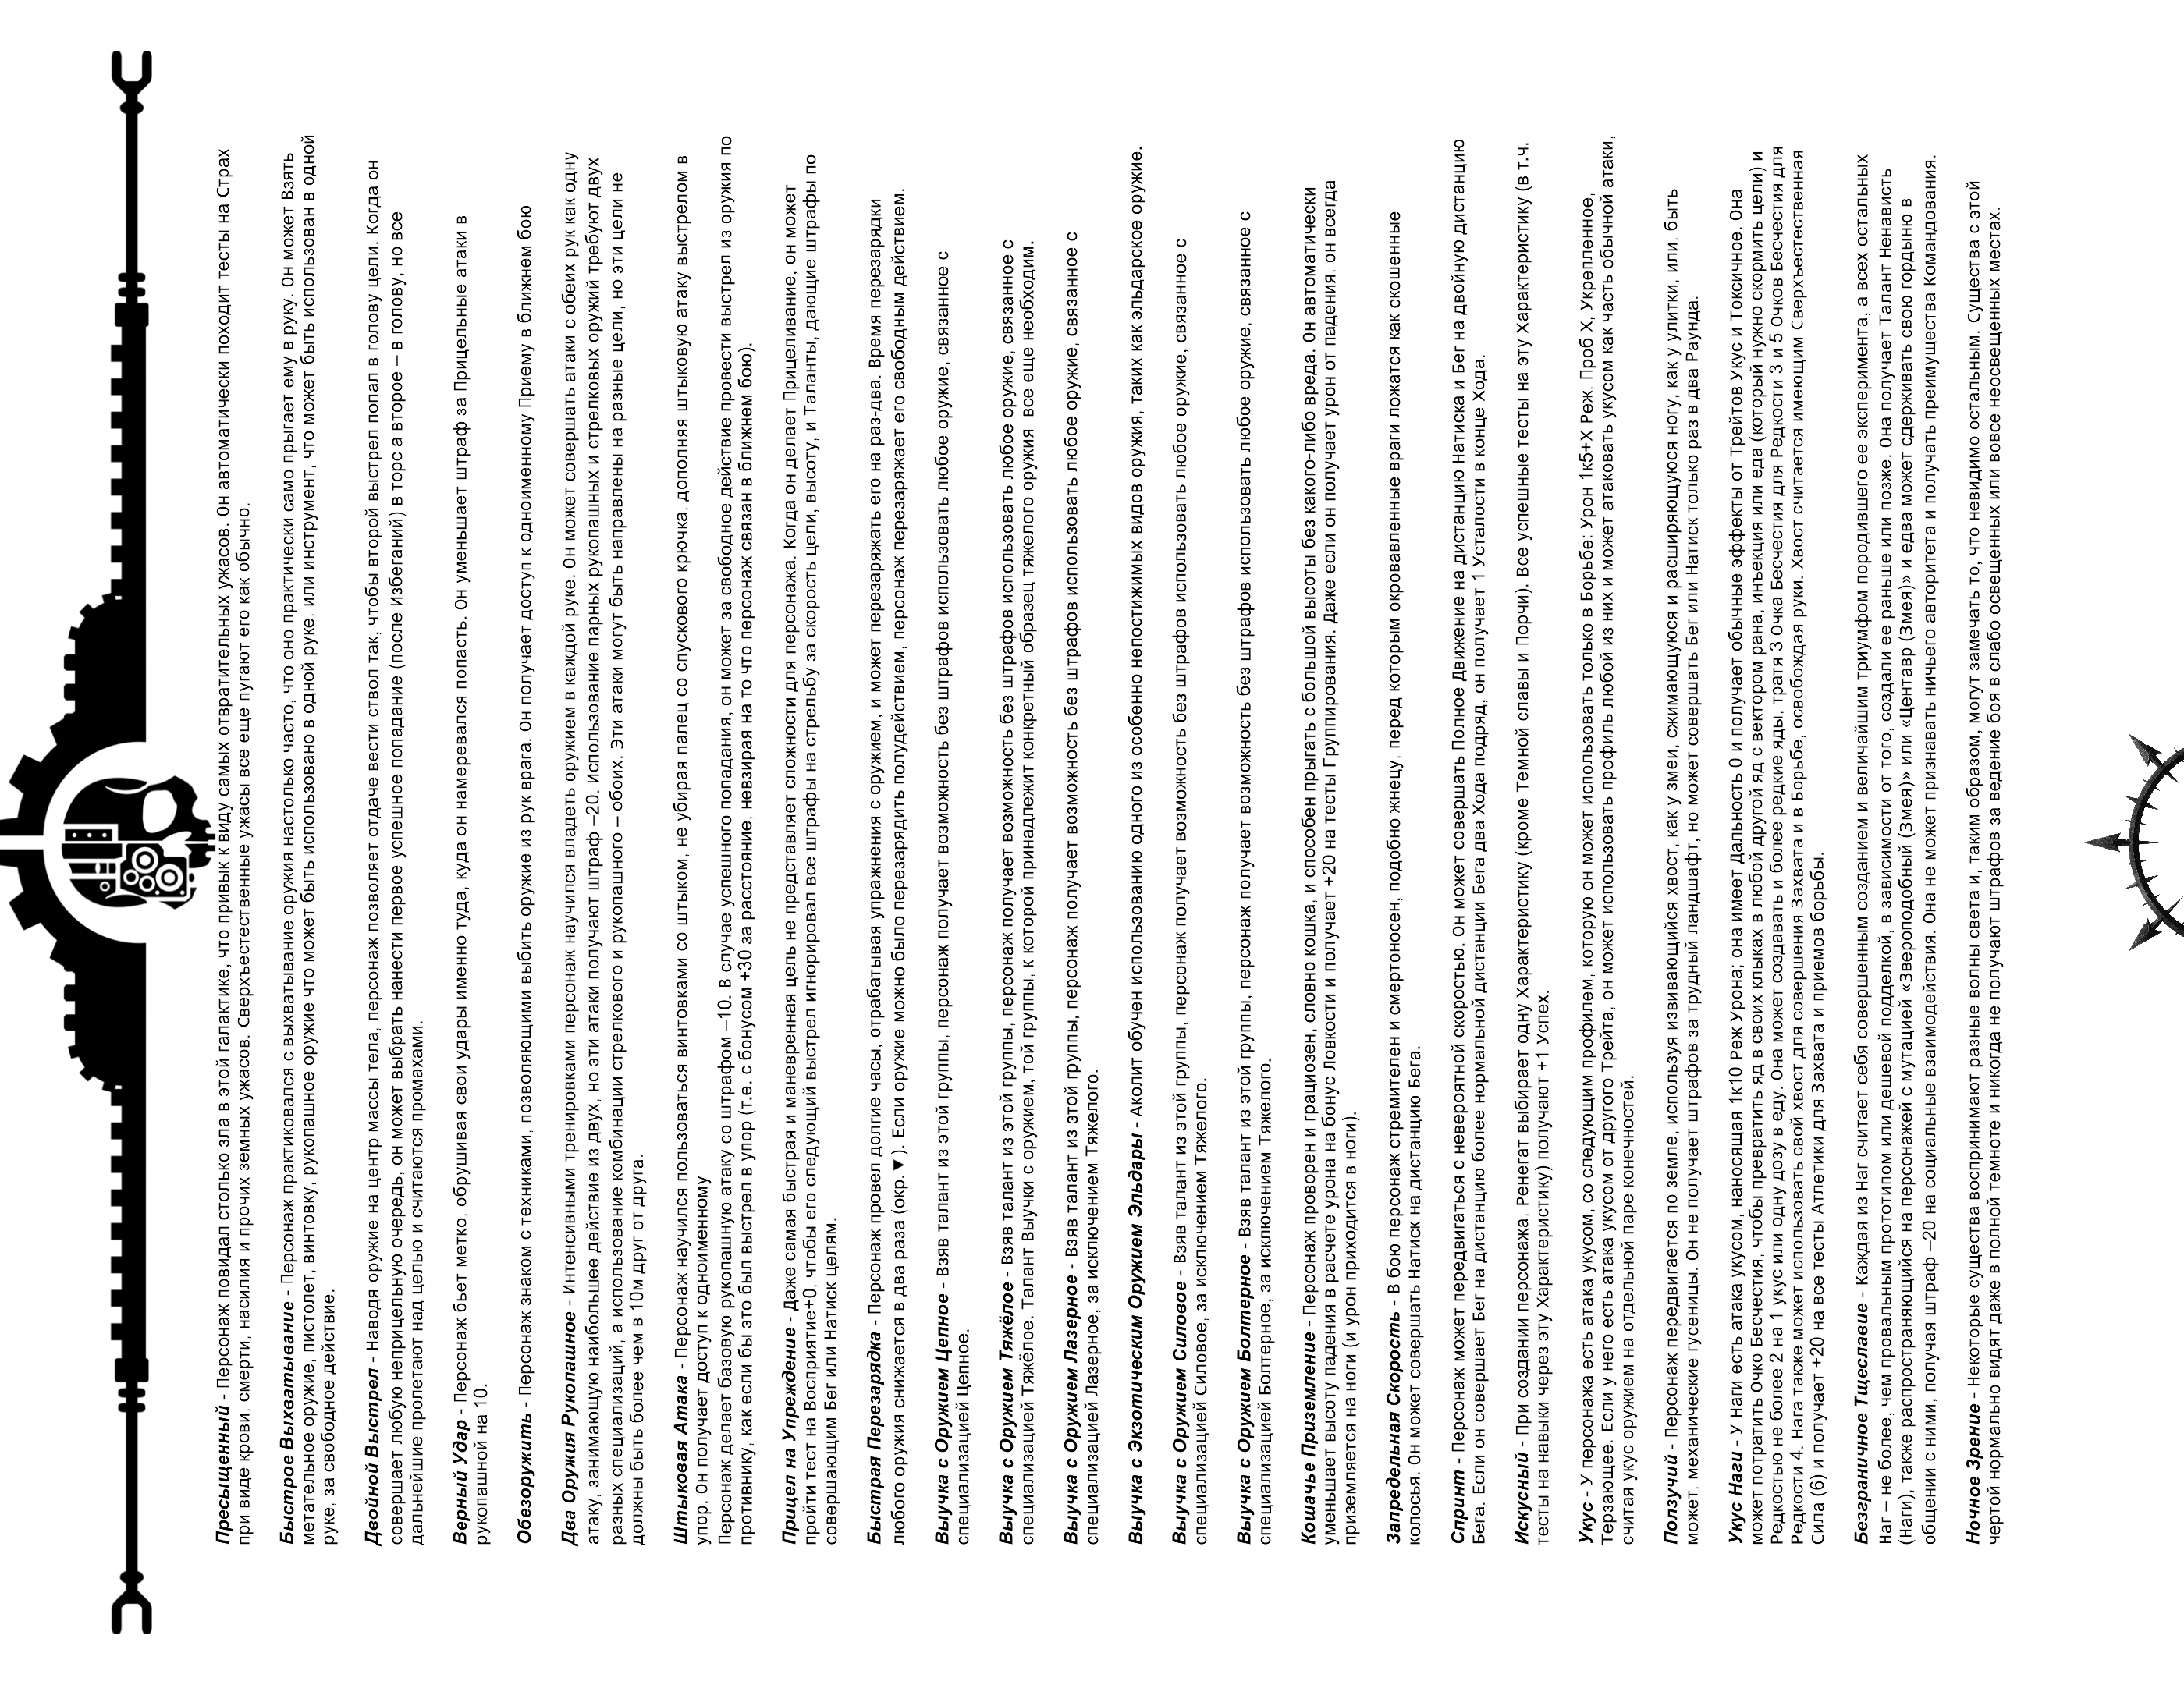 Пресыщенный - Персонаж повидал столько зла в этой галактике, что привык к виду самых отвратительных ужасов. Он автоматически походит тесты на Страх
при виде крови, смерти, насилия и прочих земных ужасов. Сверхъестественные ужасы все еще пугают его как обычно.
Быстрое Выхватывание - Персонаж практиковался с выхватывание оружия настолько часто, что оно практически само прыгает ему в руку. Он может Взять
метательное оружие, пистолет, винтовку, рукопашное оружие что может быть использовано в одной руке, или инструмент, что может быть использован в одной
руке, за свободное действие.
Двойной Выстрел - Наводя оружие на центр массы тела, персонаж позволяет отдаче вести ствол так, чтобы второй выстрел попал в голову цели. Когда он
совершает любую неприцельную очередь, он может выбрать нанести первое успешное попадание (после Избеганий) в торс а второе – в голову, но все
дальнейшие пролетают над целью и считаются промахами.
Верный Удар - Персонаж бьет метко, обрушивая свои удары именно туда, куда он намеревался попасть. Он уменьшает штраф за Прицельные атаки в
рукопашной на 10.
Обезоружить - Персонаж знаком с техниками, позволяющими выбить оружие из рук врага. Он получает доступ к одноименному Приему в ближнем бою
Два Оружия Рукопашное - Интенсивными тренировками персонаж научился владеть оружием в каждой руке. Он может совершать атаки с обеих рук как одну
атаку, занимающую наибольшее действие из двух, но эти атаки получают штраф –20. Использование парных рукопашных и стрелковых оружий требуют двух
разных специализаций, а использование комбинации стрелкового и рукопашного – обоих. Эти атаки могут быть направлены на разные цели, но эти цели не
должны быть более чем в 10м друг от друга.
Штыковая Атака - Персонаж научился пользоваться винтовками со штыком, не убирая палец со спускового крючка, дополняя штыковую атаку выстрелом в
упор. Он получает доступ к одноименному
Персонаж делает базовую рукопашную атаку со штрафом –10. В случае успешного попадания, он может за свободное действие провести выстрел из оружия по
противнику, как если бы это был выстрел в упор (т.е. с бонусом +30 за расстояние, невзирая на то что персонаж связан в ближнем бою).
Прицел на Упреждение - Даже самая быстрая и маневренная цель не представляет сложности для персонажа. Когда он делает Прицеливание, он может
пройти тест на Восприятие+0, чтобы его следующий выстрел игнорировал все штрафы на стрельбу за скорость цели, высоту, и Таланты, дающие штрафы по
совершающим Бег или Натиск целям.
Быстрая Перезарядка - Персонаж провел долгие часы, отрабатывая упражнения с оружием, и может перезаряжать его на раз-два. Время перезарядки
любого оружия снижается в два раза (окр.▼). Если оружие можно было перезарядить полудействием, персонаж перезаряжает его свободным действием.
Выучка с Оружием Цепное - Взяв талант из этой группы, персонаж получает возможность без штрафов использовать любое оружие, связанное с
специализацией Цепное.
Выучка с Оружием Тяжёлое - Взяв талант из этой группы, персонаж получает возможность без штрафов использовать любое оружие, связанное с
специализацией Тяжёлое. Талант Выучки с оружием, той группы, к которой принадлежит конкретный образец тяжелого оружия все еще необходим.
Выучка с Оружием Лазерное - Взяв талант из этой группы, персонаж получает возможность без штрафов использовать любое оружие, связанное с
специализацией Лазерное, за исключением Тяжелого.
Выучка с Экзотическим Оружием Эльдары - Аколит обучен использованию одного из особенно непостижимых видов оружия, таких как эльдарское оружие.
Выучка с Оружием Силовое - Взяв талант из этой группы, персонаж получает возможность без штрафов использовать любое оружие, связанное с
специализацией Силовое, за исключением Тяжелого.
Выучка с Оружием Болтерное - Взяв талант из этой группы, персонаж получает возможность без штрафов использовать любое оружие, связанное с
специализацией Болтерное, за исключением Тяжелого.
Кошачье Приземление - Персонаж проворен и грациозен, словно кошка, и способен прыгать с большой высоты без какого-либо вреда. Он автоматически
уменьшает высоту падения в расчете урона на бонус Ловкости и получает +20 на тесты Группирования. Даже если он получает урон от падения, он всегда
приземляется на ноги (и урон приходится в ноги).
Запредельная Скорость - В бою персонаж стремителен и смертоносен, подобно жнецу, перед которым окровавленные враги ложатся как скошенные
колосья. Он может совершать Натиск на дистанцию Бега.
Спринт - Персонаж может передвигаться с невероятной скоростью. Он может совершать Полное Движение на дистанцию Натиска и Бег на двойную дистанцию
Бега. Если он совершает Бег на дистанцию более нормальной дистанции Бега два Хода подряд, он получает 1 Усталости в конце Хода.
Искусный - При создании персонажа, Ренегат выбирает одну Характеристику (кроме Темной славы и Порчи). Все успешные тесты на эту Характеристику (в т.ч.
тесты на навыки через эту Характеристику) получают +1 Успех.
Укус - У персонажа есть атака укусом, со следующим профилем, которую он может использовать только в Борьбе: Урон 1к5+X Реж, Проб X, Укрепленное,
Терзающее. Если у него есть атака укусом от другого Трейта, он может использовать профиль любой из них и может атаковать укусом как часть обычной атаки,
считая укус оружием на отдельной паре конечностей.
Ползучий - Персонаж передвигается по земле, используя извивающийся хвост, как у змеи, сжимающуюся и расширяющуюся ногу, как у улитки, или, быть
может, механические гусеницы. Он не получает штрафов за трудный ландшафт, но может совершать Бег или Натиск только раз в два Раунда.
Укус Наги - У Наги есть атака укусом, наносящая 1к10 Реж Урона; она имеет Дальность 0 и получает обычные эффекты от Трейтов Укус и Токсичное. Она
может потратить Очко Бесчестия, чтобы превратить яд в своих клыках в любой другой яд с вектором рана, инъекция или еда (который нужно скормить цели) и
Редкостью не более 2 на 1 укус или одну дозу в еду. Она может создавать и более редкие яды, тратя 3 Очка Бесчестия для Редкости 3 и 5 Очков Бесчестия для
Редкости 4. Нага также может использовать свой хвост для совершения Захвата и в Борьбе, освобождая руки. Хвост считается имеющим Сверхъестественная
Сила (6) и получает +20 на все тесты Атлетики для Захвата и приемов борьбы.
Безграничное Тщеславие - Каждая из Наг считает себя совершенным созданием и величайшим триумфом породившего ее эксперимента, а всех остальных
Наг – не более, чем провальным прототипом или дешевой подделкой, в зависимости от того, создали ее раньше или позже. Она получает Талант Ненависть
(Наги), также распространяющийся на персонажей с мутацией «Звероподобный (Змея)» или «Центавр (Змея)» и едва может сдерживать свою гордыню в
общении с ними, получая штраф –20 на социальные взаимодействия. Она не может признавать ничьего авторитета и получать преимущества Командования.
Ночное Зрение - Некоторые существа воспринимают разные волны света и, таким образом, могут замечать то, что невидимо остальным. Существа с этой
чертой нормально видят даже в полной темноте и никогда не получают штрафов за ведение боя в слабо освещенных или вовсе неосвещенных местах.